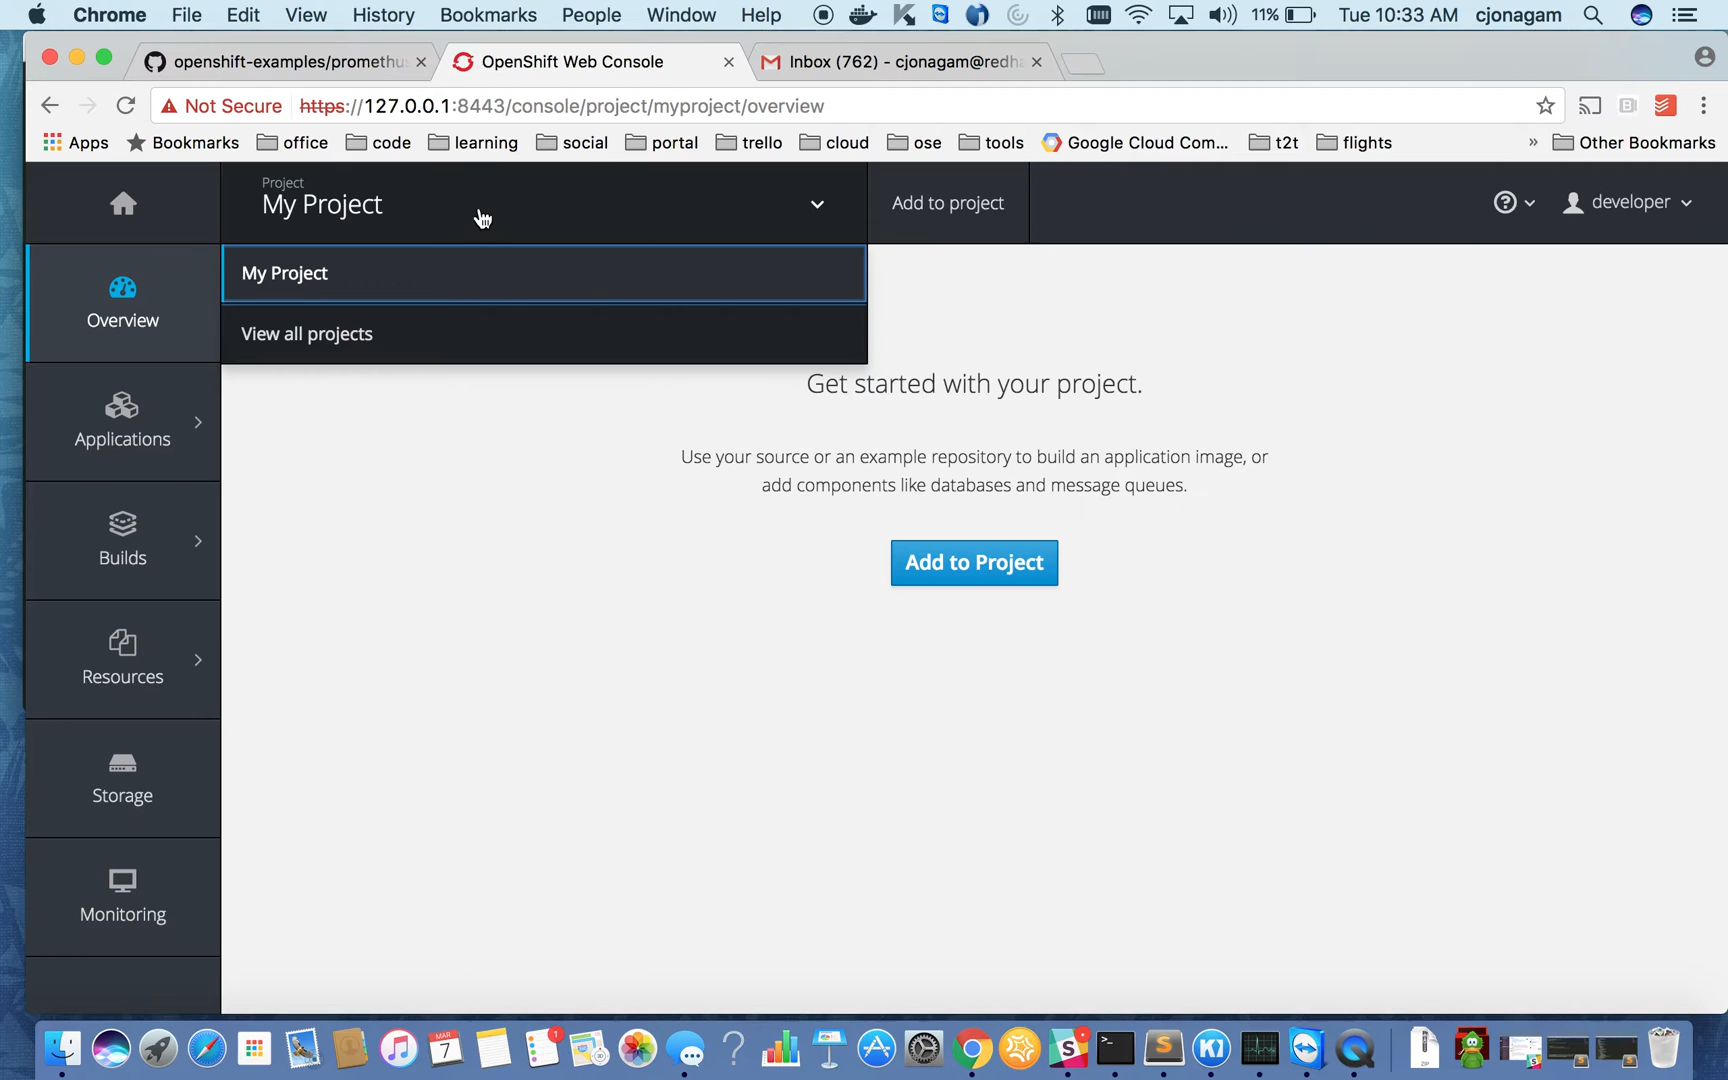 Chrome File Edit View History Bookmarks People Window Help 11% Tue 10:33 AM cjonagam
openshift-examples/promethu OpenShift Web Console Inbox (762) - cjonagam@redh
Not Secure https://127.0.0.1:8443/console/project/myproject/overview
Apps Bookmarks office code learning social portal trello cloud ose tools Google Cloud Com... t2t flights » Other Bookmarks
Project
My Project
Add to project
developer
My Project
View all projects
Overview
Applications
Builds
Resources
Storage
Monitoring
Get started with your project.
Use your source or an example repository to build an application image, or
add components like databases and message queues.
Add to Project